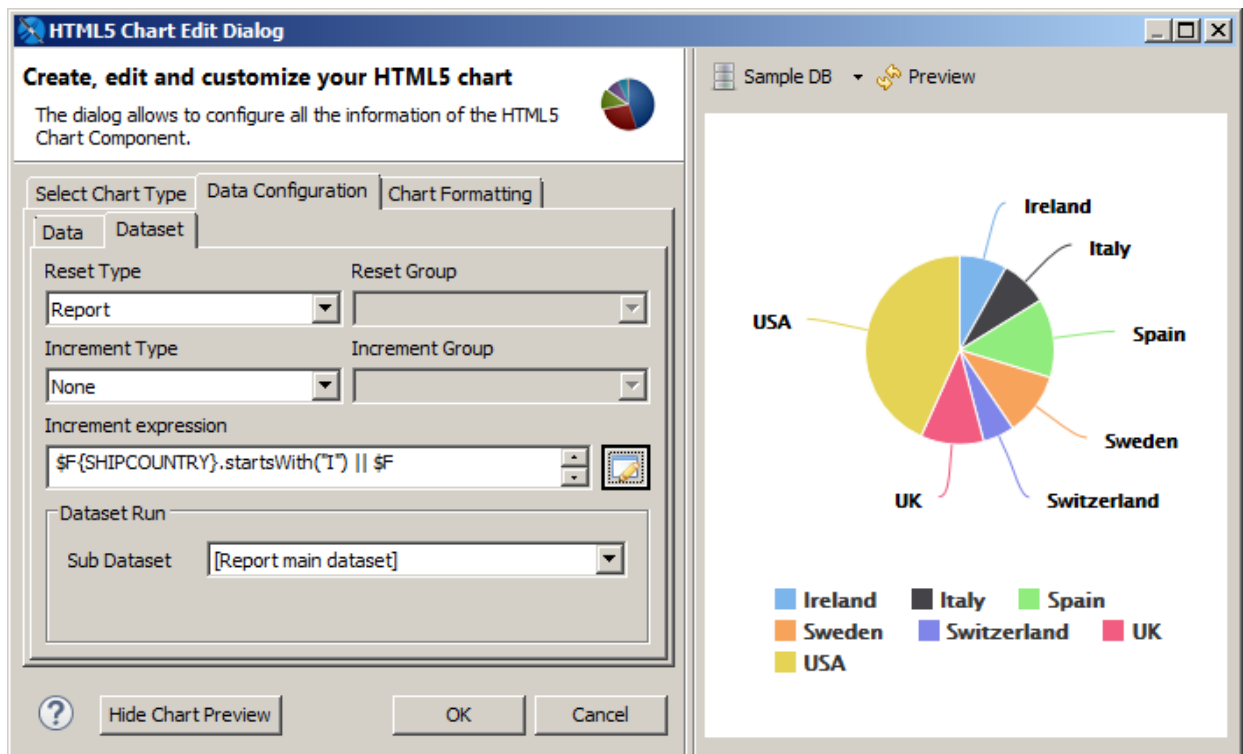 HTML5 Chart Edit Dialog
Create, edit and customize your HTML5 chart
The dialog allows to configure all the information of the HTML5
Chart Component.
Select Chart Type
Data Configuration
Chart Formatting
Data
Dataset
Reset Type
Reset Group
Report
Increment Type
Increment Group
None
Increment expression
$F{SHIPCOUNTRY}.startsWith("I") || $F
Dataset Run
Sub Dataset
[Report main dataset]
?
Hide Chart Preview
OK
Cancel
Sample DB
Preview
Ireland
Italy
USA
Spain
Sweden
UK
Switzerland
Ireland
Italy
Spain
Sweden
Switzerland
UK
USA